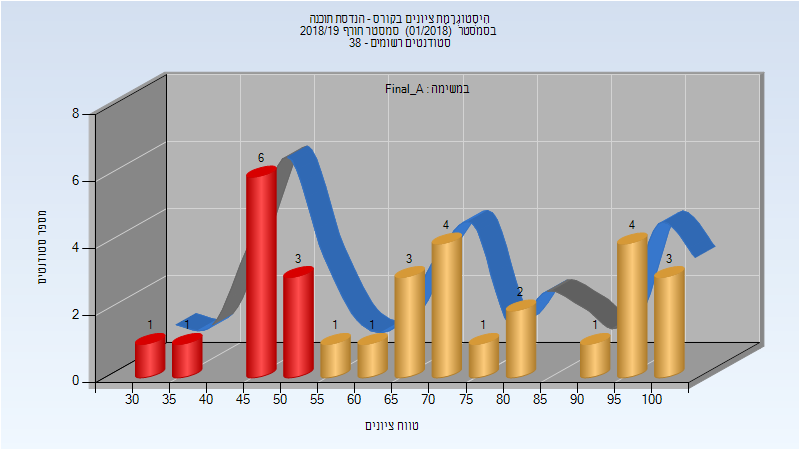 היסטוגרמת ציונים בקורס - הנדסת תוכנה
בסמסטר (01/2018) סמסטר חורף 2018/19
סטודנטים רשומים - 38
במשימה : Final_A
מספר סטודנטים
8
6
4
2
0
1
1
6
3
1
1
3
4
1
2
1
4
3
30 35 40 45 50 55 60 65 70 75 80 85 90 95 100
טווח ציונים